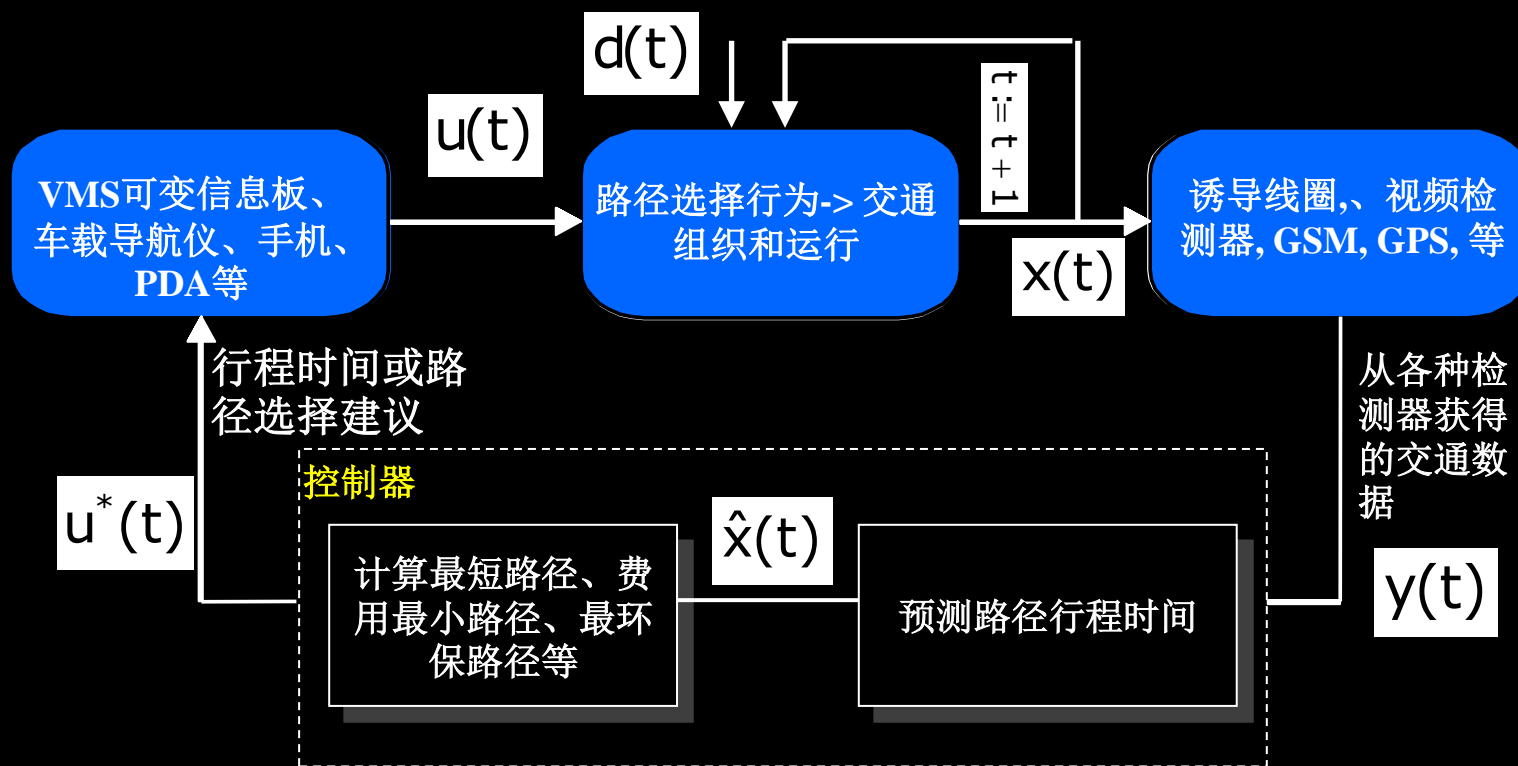 d(t)
u(t)
t:=t+1
VMS可变信息板、
车载导航仪、手机、
PDA等
路径选择行为-> 交通
组织和运行
诱导线圈,、视频检
测器, GSM, GPS, 等
x(t)
行程时间或路
径选择建议
从各种检
测器获得
的交通数
据
控制器
u*(t)
x̂(t)
y(t)
计算最短路径、费
用最小路径、最环
保路径等
预测路径行程时间